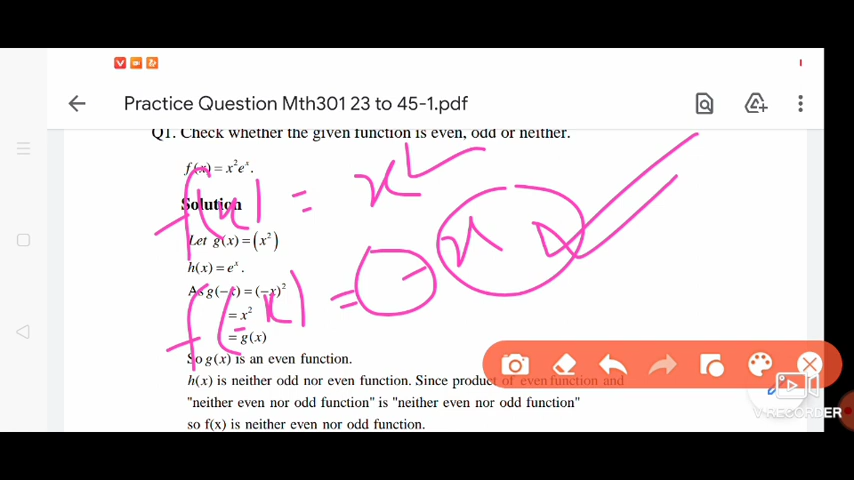 Practice Question Mth301 23 to 45-1.pdf
Q1. Check whether the given function is even, odd or neither.
f(x) = x²eˣ.
f(x) = x
Solution
Let g(x) = (x²)
h(x) = eˣ.
As g(-x) = (-x)²
f(-x) = - x
= x²
= g(x)
So g(x) is an even function.
h(x) is neither odd nor even function. Since product of even function and
"neither even nor odd function" is "neither even nor odd function"
so f(x) is neither even nor odd function.
V-RECORDER